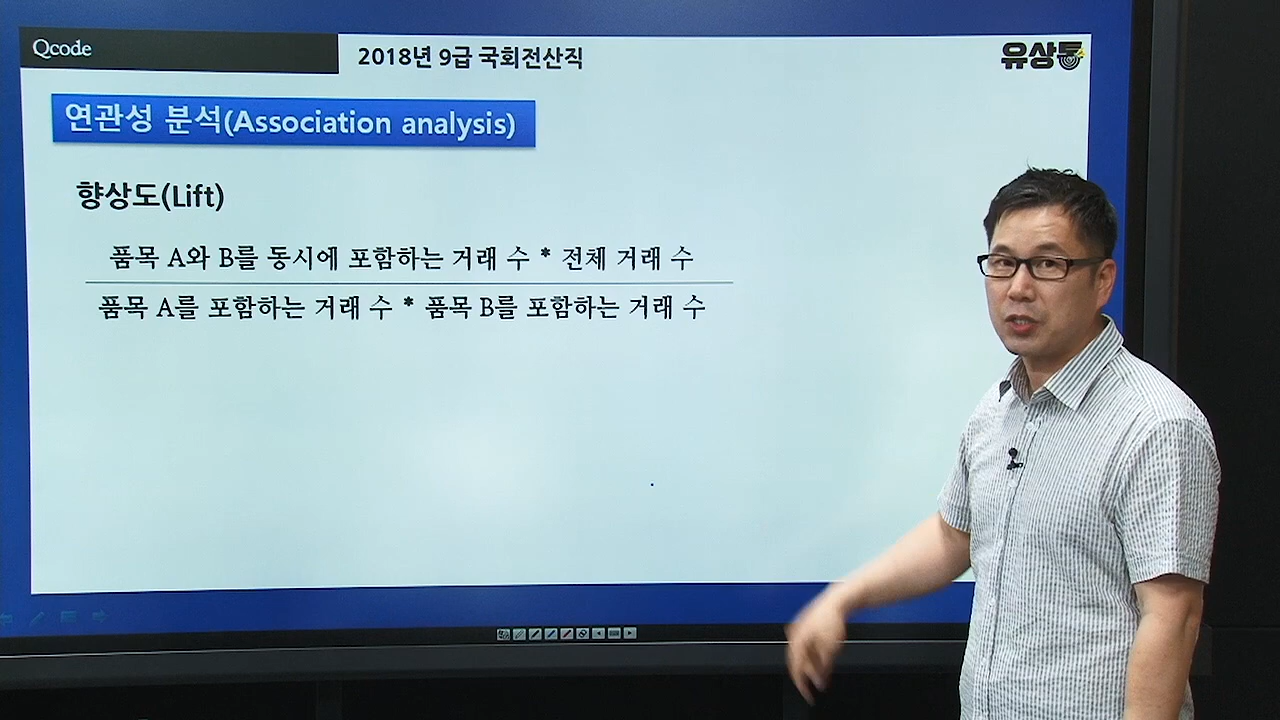 Qcode
2018년 9급 국회전산직
유상통
연관성 분석(Association analysis)
향상도(Lift)
품목 A와 B를 동시에 포함하는 거래 수 * 전체 거래 수
품목 A를 포함하는 거래 수 * 품목 B를 포함하는 거래 수